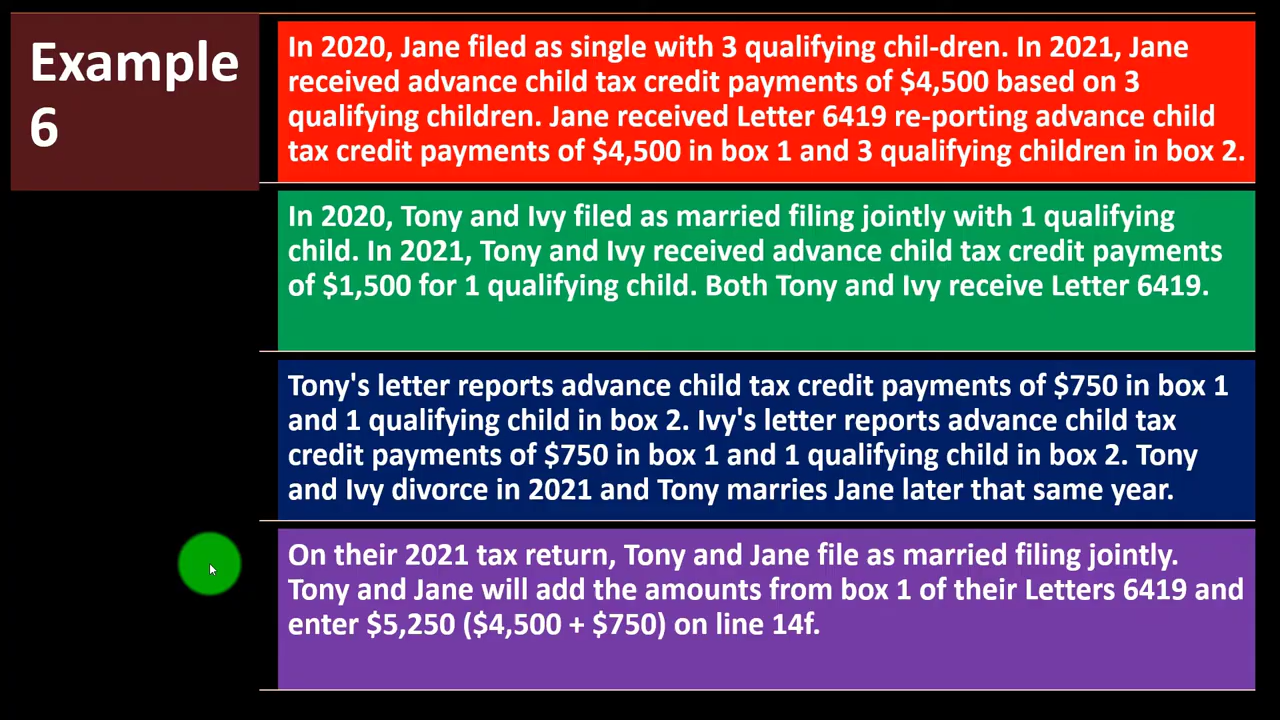 Example
6
In 2020, Jane filed as single with 3 qualifying chil-dren. In 2021, Jane
received advance child tax credit payments of $4,500 based on 3
qualifying children. Jane received Letter 6419 re-porting advance child
tax credit payments of $4,500 in box 1 and 3 qualifying children in box 2.
In 2020, Tony and Ivy filed as married filing jointly with 1 qualifying
child. In 2021, Tony and Ivy received advance child tax credit payments
of $1,500 for 1 qualifying child. Both Tony and Ivy receive Letter 6419.
Tony's letter reports advance child tax credit payments of $750 in box 1
and 1 qualifying child in box 2. Ivy's letter reports advance child tax
credit payments of $750 in box 1 and 1 qualifying child in box 2. Tony
and Ivy divorce in 2021 and Tony marries Jane later that same year.
On their 2021 tax return, Tony and Jane file as married filing jointly.
Tony and Jane will add the amounts from box 1 of their Letters 6419 and
enter $5,250 ($4,500 + $750) on line 14f.